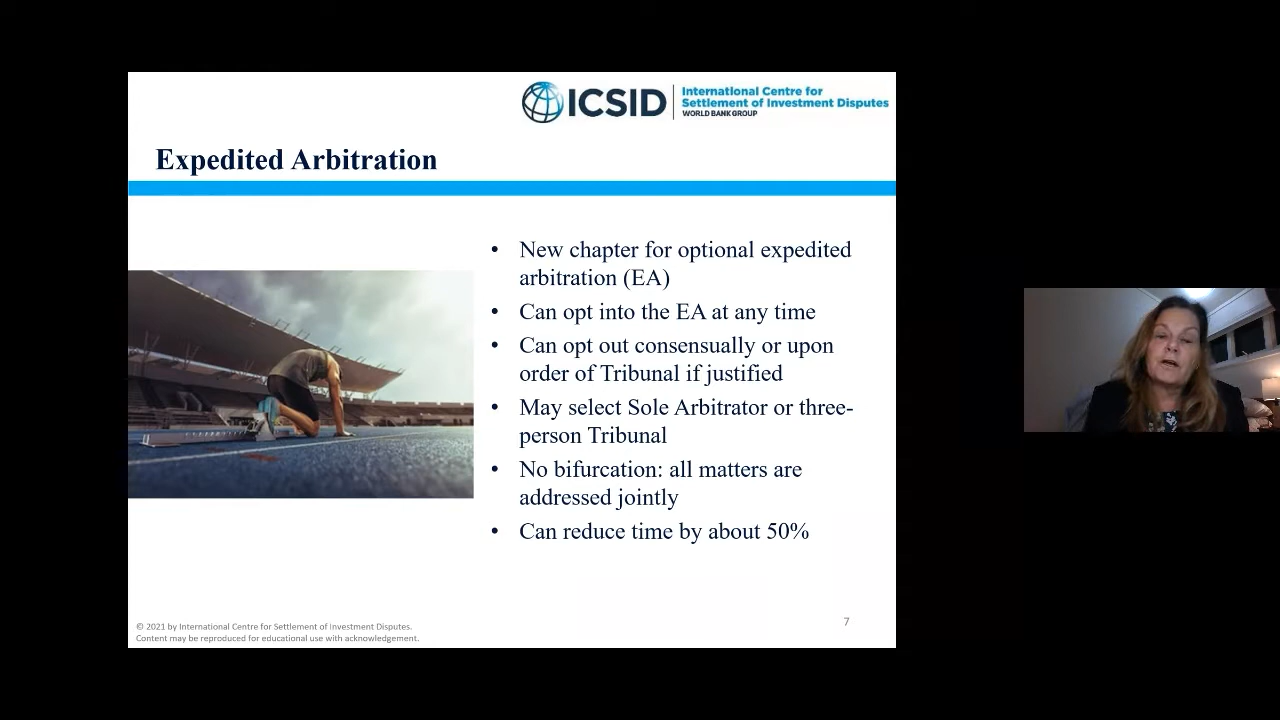 ICSID
International Centre for
Settlement of Investment Disputes
WORLD BANK GROUP
Expedited Arbitration
• New chapter for optional expedited
arbitration (EA)
• Can opt into the EA at any time
• Can opt out consensually or upon
order of Tribunal if justified
• May select Sole Arbitrator or three-
person Tribunal
• No bifurcation: all matters are
addressed jointly
• Can reduce time by about 50%
© 2021 by International Centre for Settlement of Investment Disputes.
Content may be reproduced for educational use with acknowledgement.
7